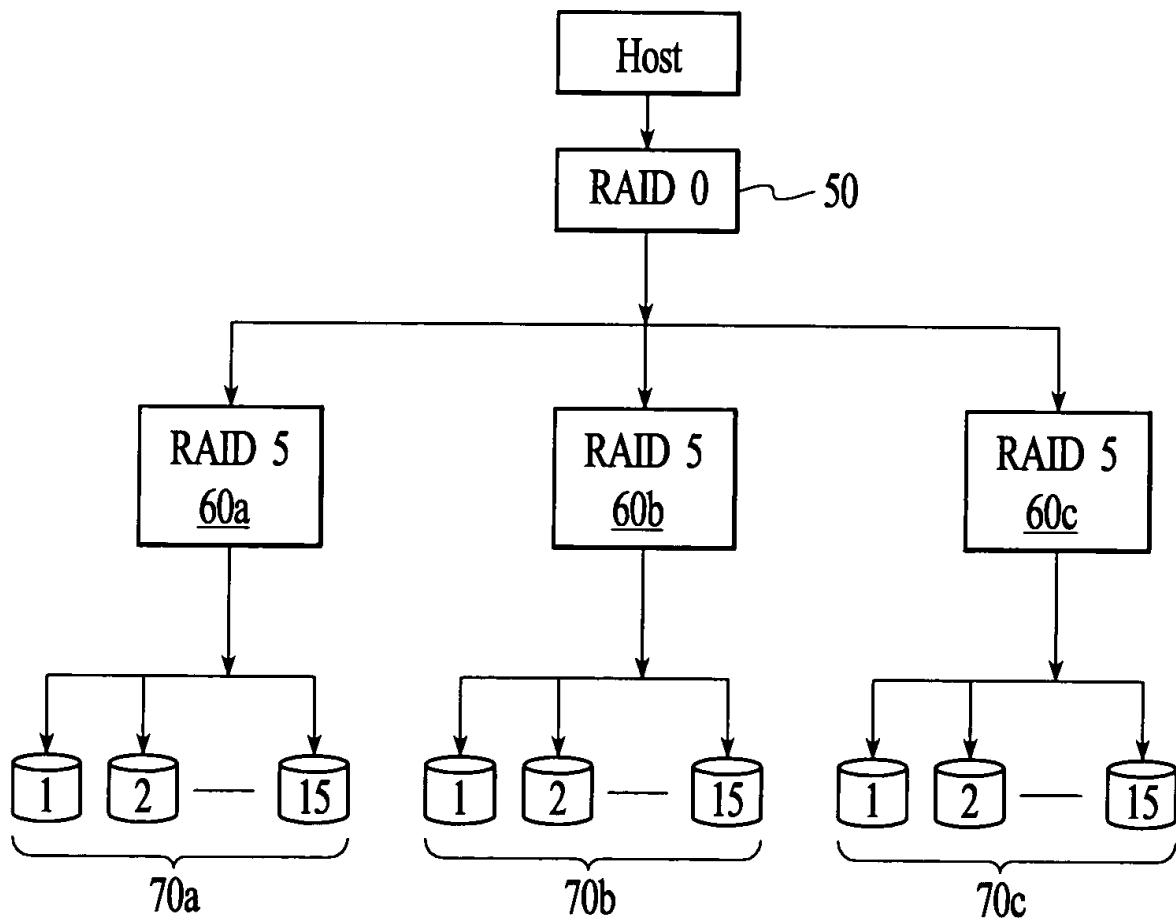 Host
RAID 0
50
RAID 5
60a
RAID 5
60b
RAID 5
60c
1 2 — 15
1 2 — 15
1 2 — 15
70a
70b
70c